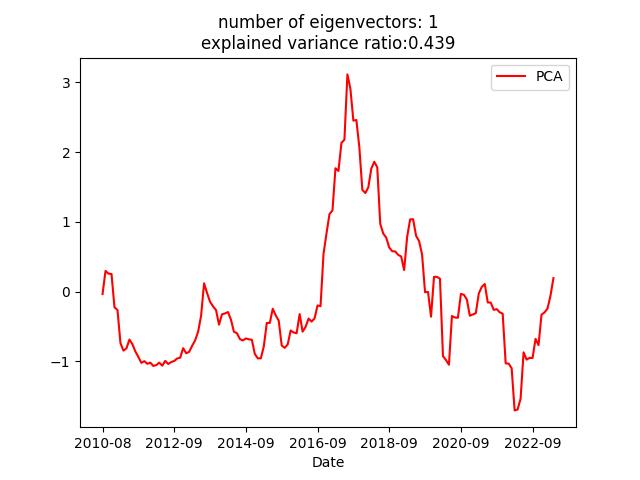 number of eigenvectors: 1
explained variance ratio:0.439
PCA
3
2
1
0
−1
2010-08 2012-09 2014-09 2016-09 2018-09 2020-09 2022-09
Date